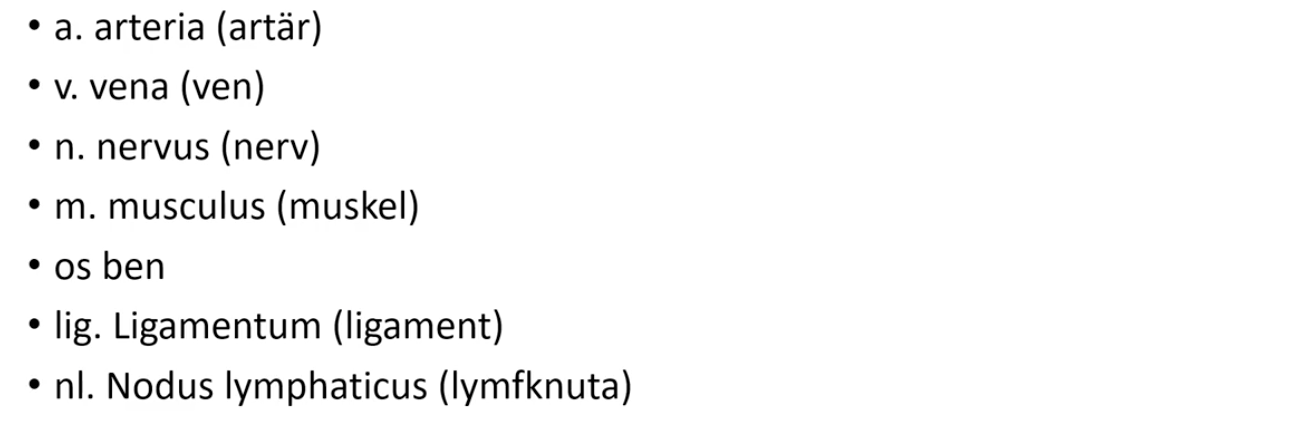 • a. arteria (artär)
• v. vena (ven)
• n. nervus (nerv)
• m. musculus (muskel)
• os ben
• lig. Ligamentum (ligament)
• nl. Nodus lymphaticus (lymfknuta)